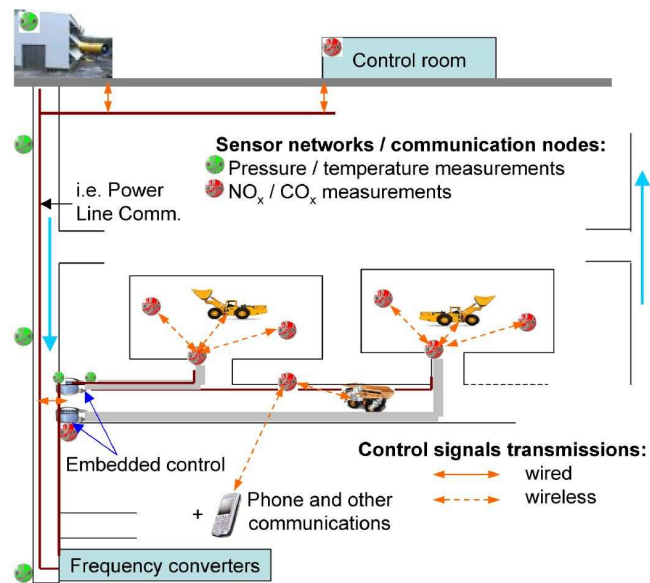 Control room
Sensor networks / communication nodes:
Pressure / temperature measurements
NOx / COx measurements
i.e. Power
Line Comm.
Embedded control
Control signals transmissions:
wired
wireless
+
Phone and other
communications
Frequency converters